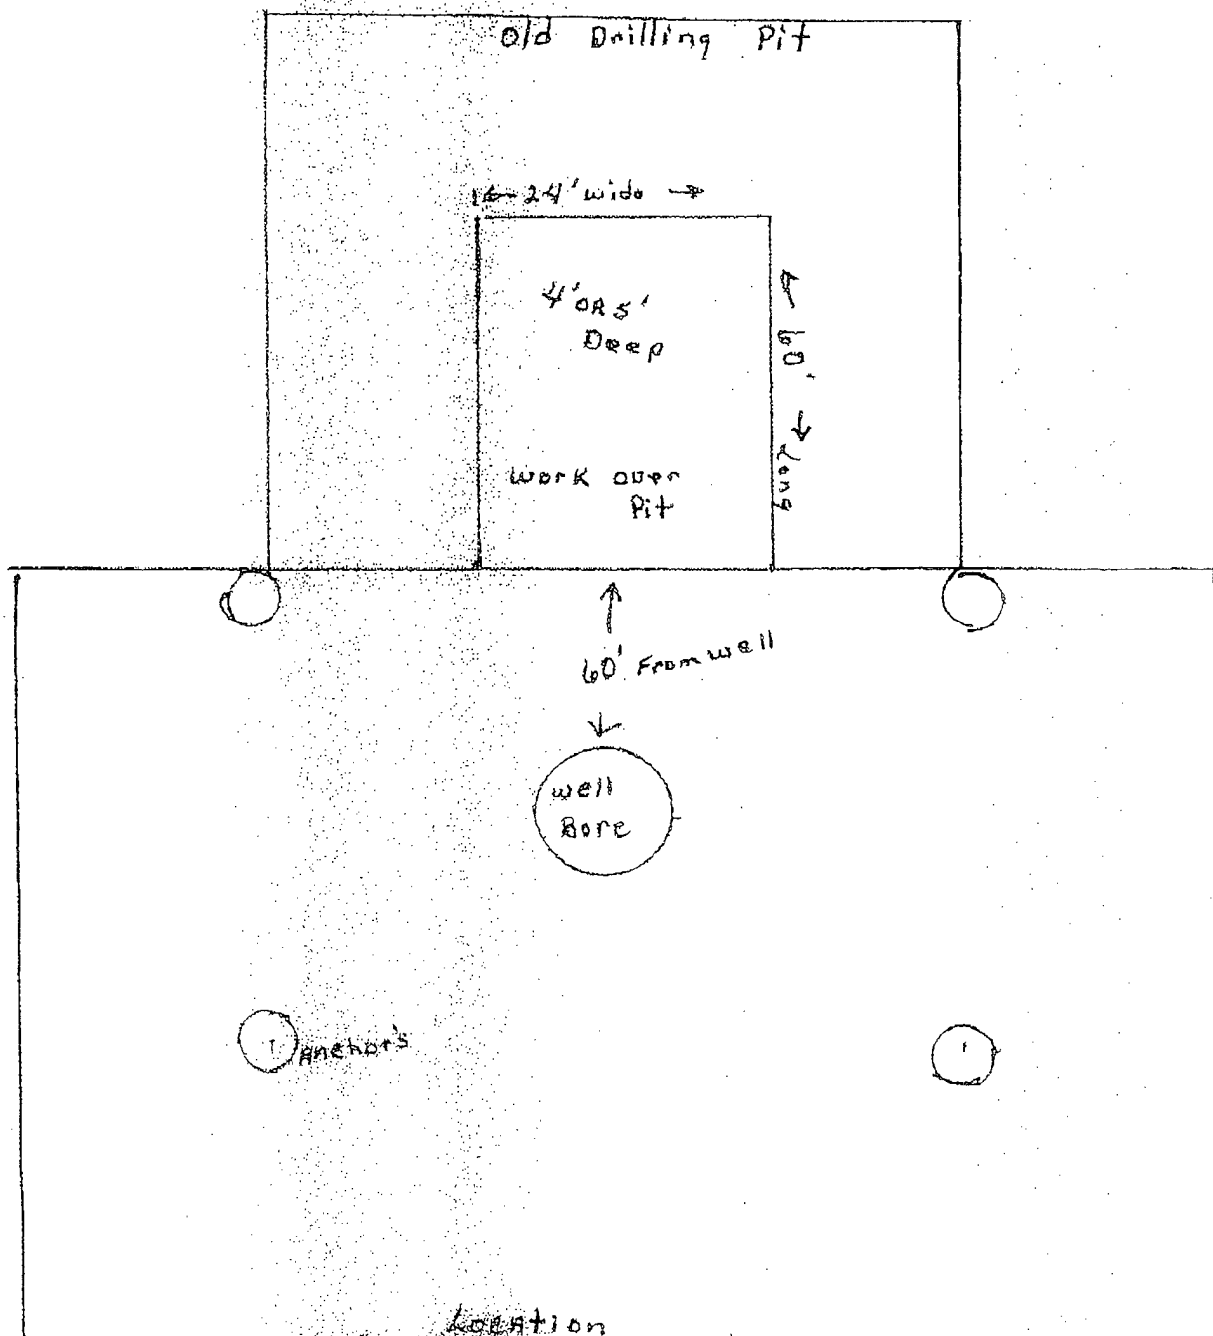 Old Drilling Pit
24' wide
4' OR 5'
Deep
60'
Long
Work over
Pit
60' From well
well
Bore
Anchor's
Location